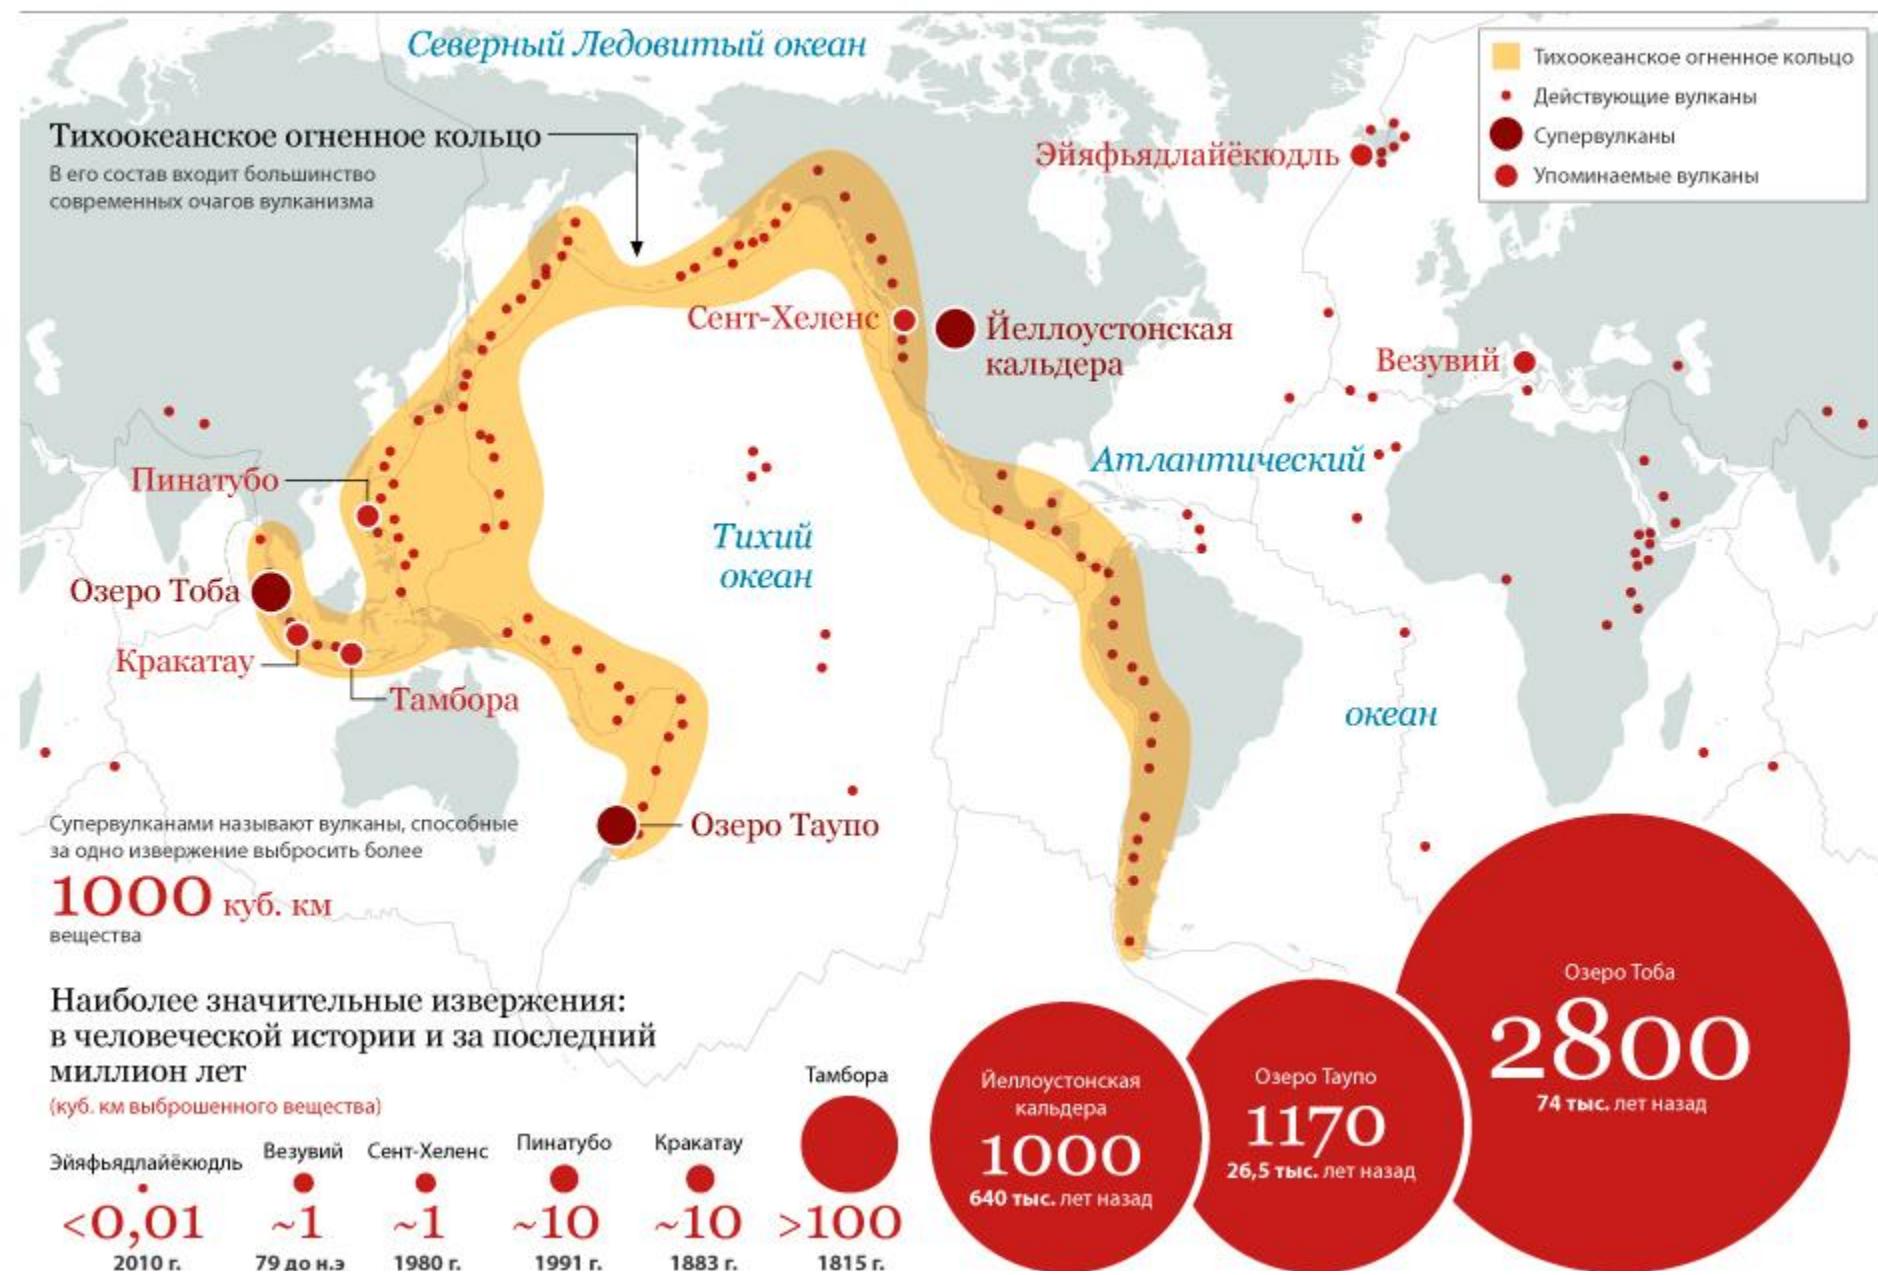 Северный Ледовитый океан
Тихоокеанское огненное кольцо
Действующие вулканы
Супервулканы
Упоминаемые вулканы
Тихоокеанское огненное кольцо
В его состав входит большинство
современных очагов вулканизма
Эйяфьядлайёкюдль
Сент-Хеленс
Йеллоустонская
кальдера
Везувий
Атлантический
Пинатубо
Тихий
океан
Озеро Тоба
Кракатау
Тамбора
океан
Озеро Таупо
Супервулканами называют вулканы, способные
за одно извержение выбросить более
1000 куб. км
вещества
Наиболее значительные извержения:
в человеческой истории и за последний
миллион лет
(куб. км выброшенного вещества)
Эйяфьядлайёкюдль
<0,01
2010 г.
Везувий
~1
79 до н.э
Сент-Хеленс
~1
1980 г.
Пинатубо
~10
1991 г.
Кракатау
~10
1883 г.
Тамбора
>100
1815 г.
Йеллоустонская
кальдера
1000
640 тыс. лет назад
Озеро Таупо
1170
26,5 тыс. лет назад
Озеро Тоба
2800
74 тыс. лет назад